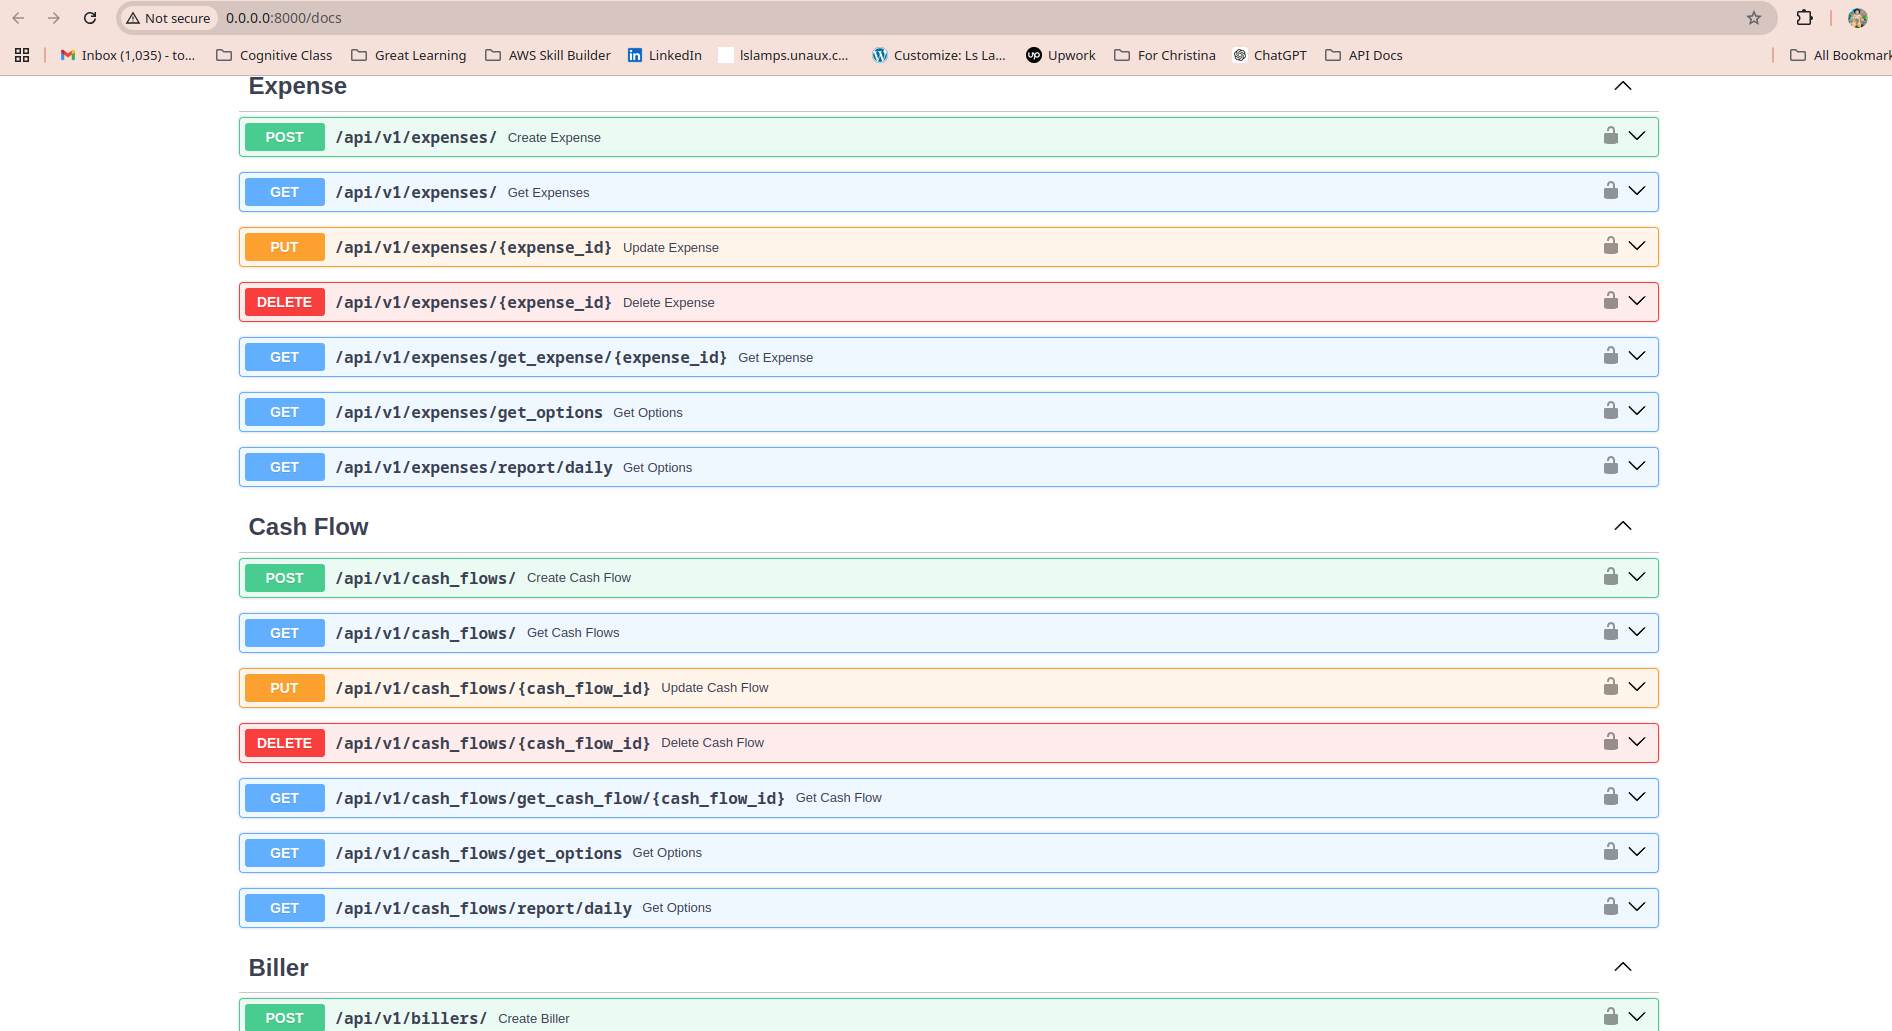 Not secure 0.0.0.0:8000/docs
Inbox (1,035) - to... Cognitive Class Great Learning AWS Skill Builder LinkedIn lslamps.unaux.c... Customize: Ls La... Upwork For Christina ChatGPT API Docs All Bookmark
Expense
POST /api/v1/expenses/ Create Expense
GET /api/v1/expenses/ Get Expenses
PUT /api/v1/expenses/{expense_id} Update Expense
DELETE /api/v1/expenses/{expense_id} Delete Expense
GET /api/v1/expenses/get_expense/{expense_id} Get Expense
GET /api/v1/expenses/get_options Get Options
GET /api/v1/expenses/report/daily Get Options
Cash Flow
POST /api/v1/cash_flows/ Create Cash Flow
GET /api/v1/cash_flows/ Get Cash Flows
PUT /api/v1/cash_flows/{cash_flow_id} Update Cash Flow
DELETE /api/v1/cash_flows/{cash_flow_id} Delete Cash Flow
GET /api/v1/cash_flows/get_cash_flow/{cash_flow_id} Get Cash Flow
GET /api/v1/cash_flows/get_options Get Options
GET /api/v1/cash_flows/report/daily Get Options
Biller
POST /api/v1/billers/ Create Biller